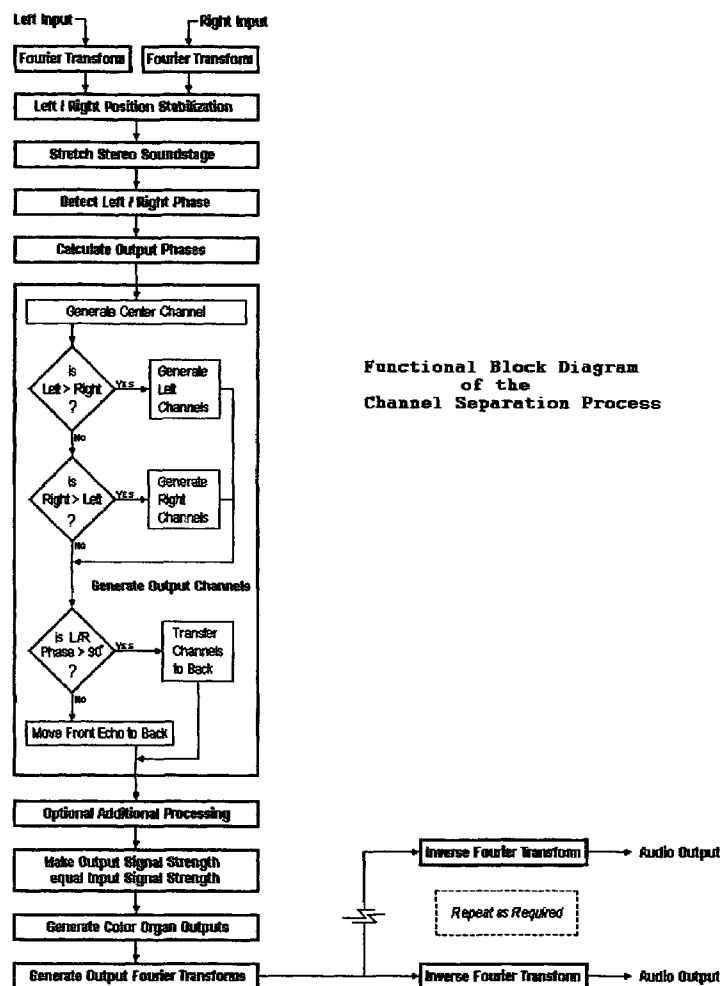 Left Input
Right Input
Fourier Transform
Fourier Transform
Left / Right Position Stabilization
Stretch Stereo Soundstage
Detect Left / Right Phase
Calculate Output Phases
Generate Center Channel
Is
Left > Right
?
YES
Generate
Left
Channels
NO
Functional Block Diagram
of the
Channel Separation Process
Is
Right > Left
?
YES
Generate
Right
Channels
NO
Generate Output Channels
Is L/R
Phase > 90°
?
YES
Transfer
Channels
to Back
NO
Move Front Echo to Back
Optional Additional Processing
Make Output Signal Strength
equal Input Signal Strength
Generate Color Organ Outputs
Generate Output Fourier Transforms
Inverse Fourier Transform
Audio Output
Repeat as Required
Inverse Fourier Transform
Audio Output